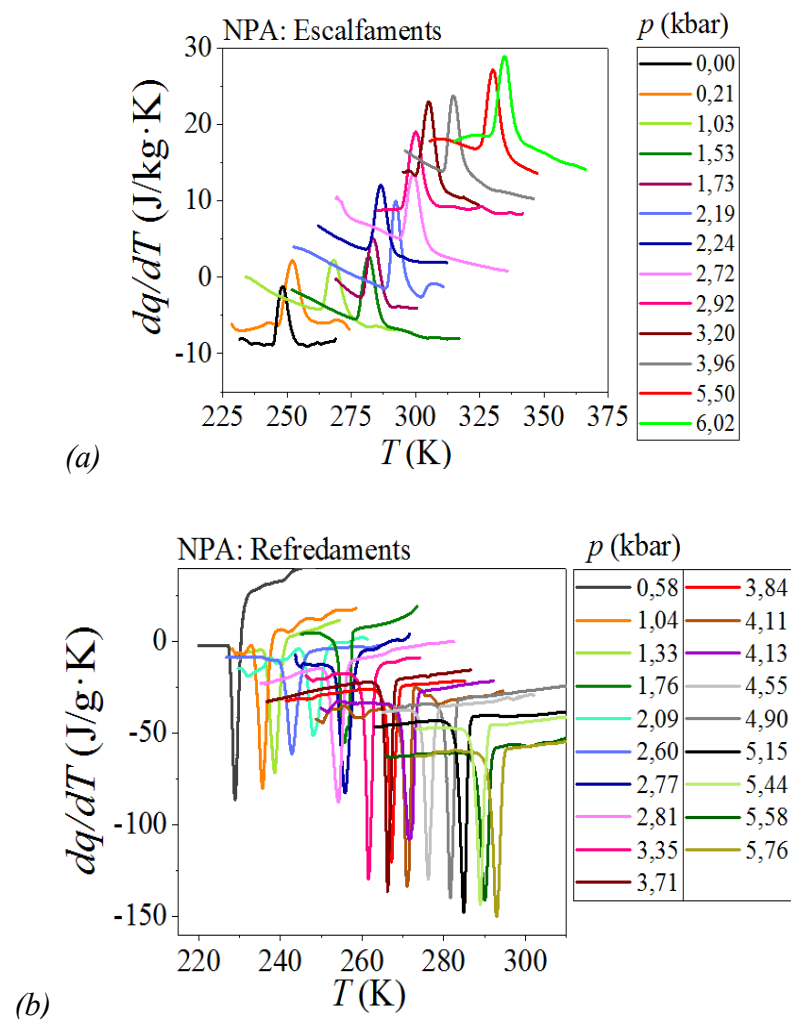 NPA: Escalfaments
p (kbar)
30
20
10
0
-10
dq/dT (J/kg·K)
225 250 275 300 325 350 375
T (K)
0,00
0,21
1,03
1,53
1,73
2,19
2,24
2,72
2,92
3,20
3,96
5,50
6,02
(a)
NPA: Refredaments
p (kbar)
0
-50
-100
-150
dq/dT (J/g·K)
220 240 260 280 300
T (K)
0,58 3,84
1,04 4,11
1,33 4,13
1,76 4,55
2,09 4,90
2,60 5,15
2,77 5,44
2,81 5,58
3,35 5,76
3,71
(b)